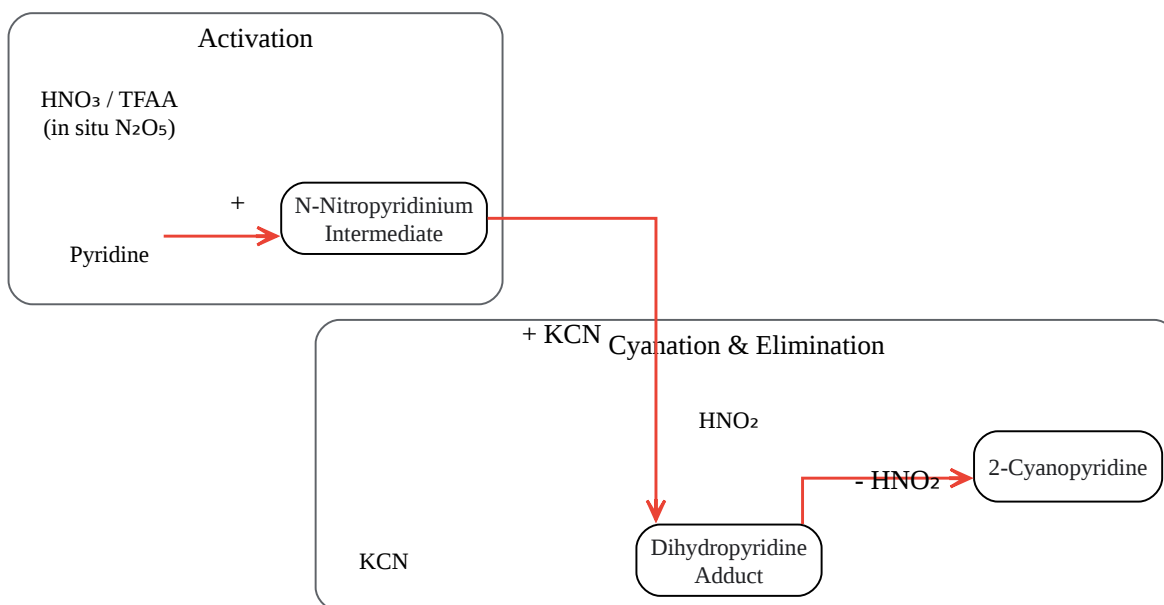 Activation
HNO₃ / TFAA
(in situ N₂O₅)
+
Pyridine
N-Nitropyridinium
Intermediate
+ KCN
Cyanation & Elimination
HNO₂
- HNO₂
2-Cyanopyridine
KCN
Dihydropyridine
Adduct